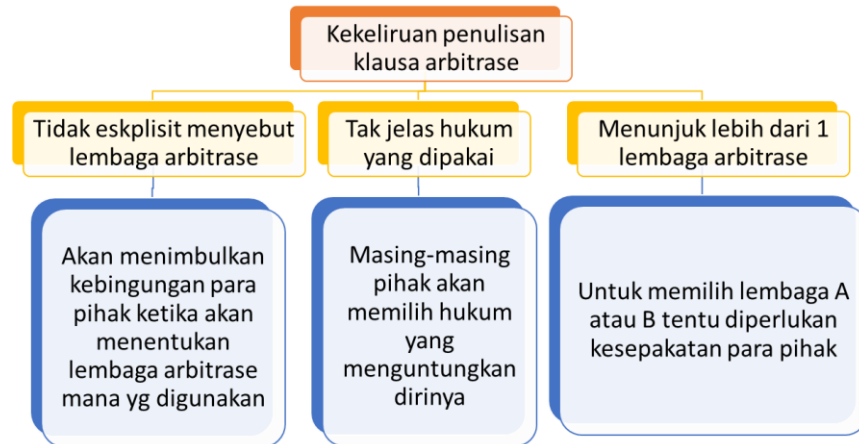 Kekeliruan penulisan
klausa arbitrase
Tidak eskplisit menyebut
lembaga arbitrase
Tak jelas hukum
yang dipakai
Menunjuk lebih dari 1
lembaga arbitrase
Akan menimbulkan
kebingungan para
pihak ketika akan
menentukan
lembaga arbitrase
mana yg digunakan
Masing-masing
pihak akan
memilih hukum
yang
menguntungkan
dirinya
Untuk memilih lembaga A
atau B tentu diperlukan
kesepakatan para pihak